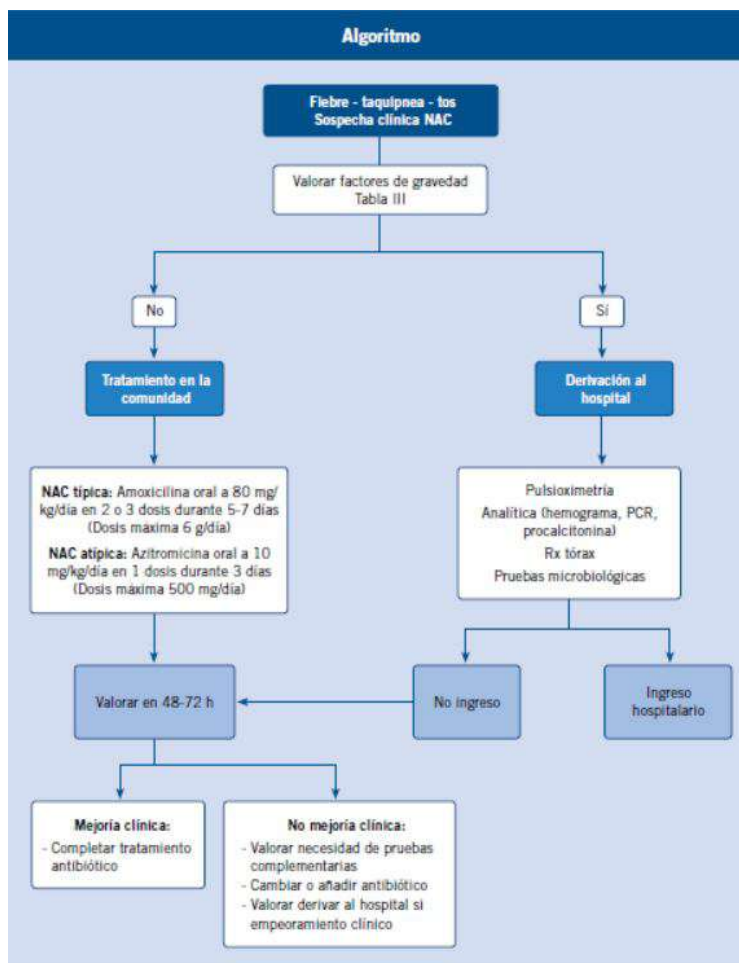 Algoritmo
Fiebre - taquipnea - tos
Sospecha clínica NAC
Valorar factores de gravedad
Tabla III
No
Sí
Tratamiento en la
comunidad
Derivación al
hospital
NAC típica: Amoxicilina oral a 80 mg/
kg/día en 2 o 3 dosis durante 5-7 días
(Dosis máxima 6 g/día)
NAC atípica: Azitromicina oral a 10
mg/kg/día en 1 dosis durante 3 días
(Dosis máxima 500 mg/día)
Pulsioximetría
Analítica (hemograma, PCR,
procalcitonina)
Rx tórax
Pruebas microbiológicas
Valorar en 48-72 h
No ingreso
Ingreso
hospitalario
Mejoría clínica:
- Completar tratamiento
antibiótico
No mejoría clínica:
- Valorar necesidad de pruebas
complementarias
- Cambiar o añadir antibiótico
- Valorar derivar al hospital si
empeoramiento clínico